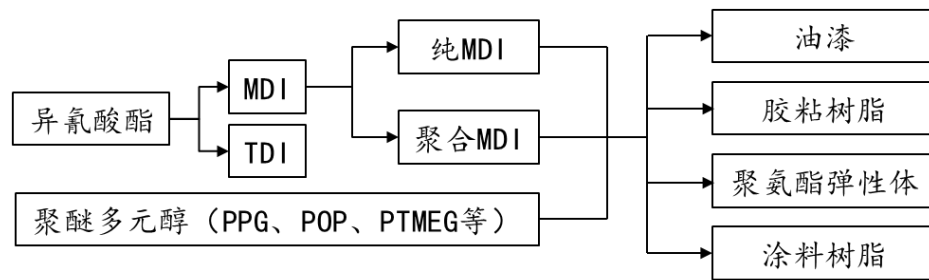 异氰酸酯
MDI
TDI
纯MDI
聚合MDI
聚醚多元醇（PPG、POP、PTMEG等）
油漆
胶粘树脂
聚氨酯弹性体
涂料树脂